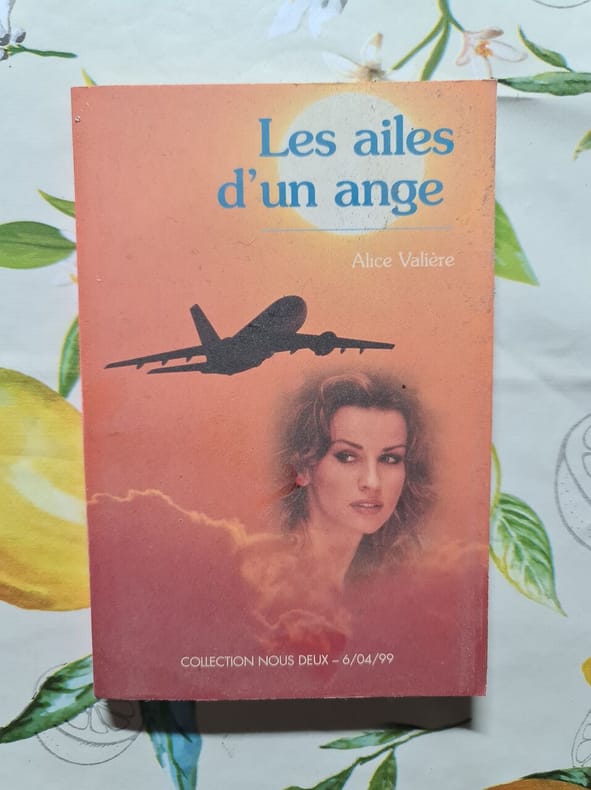 Les ailes
d'un ange
Alice Valière
COLLECTION NOUS DEUX – 6/04/99